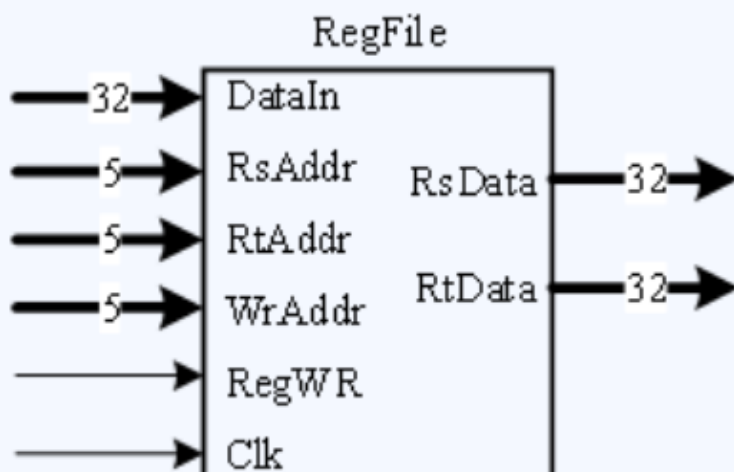 RegFile
32 DataIn
5 RsAddr
RsData 32
5 RtAddr
RtData 32
5 WrAddr
RegWR
Clk